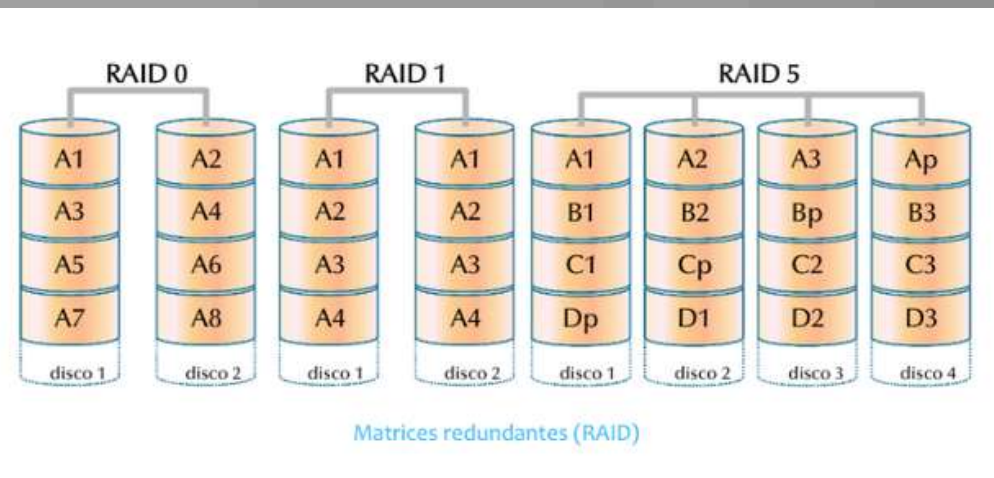 RAID 0 RAID 1 RAID 5
A1 A2 A1 A1 A1 A2 A3 Ap
A3 A4 A2 A2 B1 B2 Bp B3
A5 A6 A3 A3 C1 Cp C2 C3
A7 A8 A4 A4 Dp D1 D2 D3
disco 1 disco 2 disco 1 disco 2 disco 1 disco 2 disco 3 disco 4
Matrices redundantes (RAID)